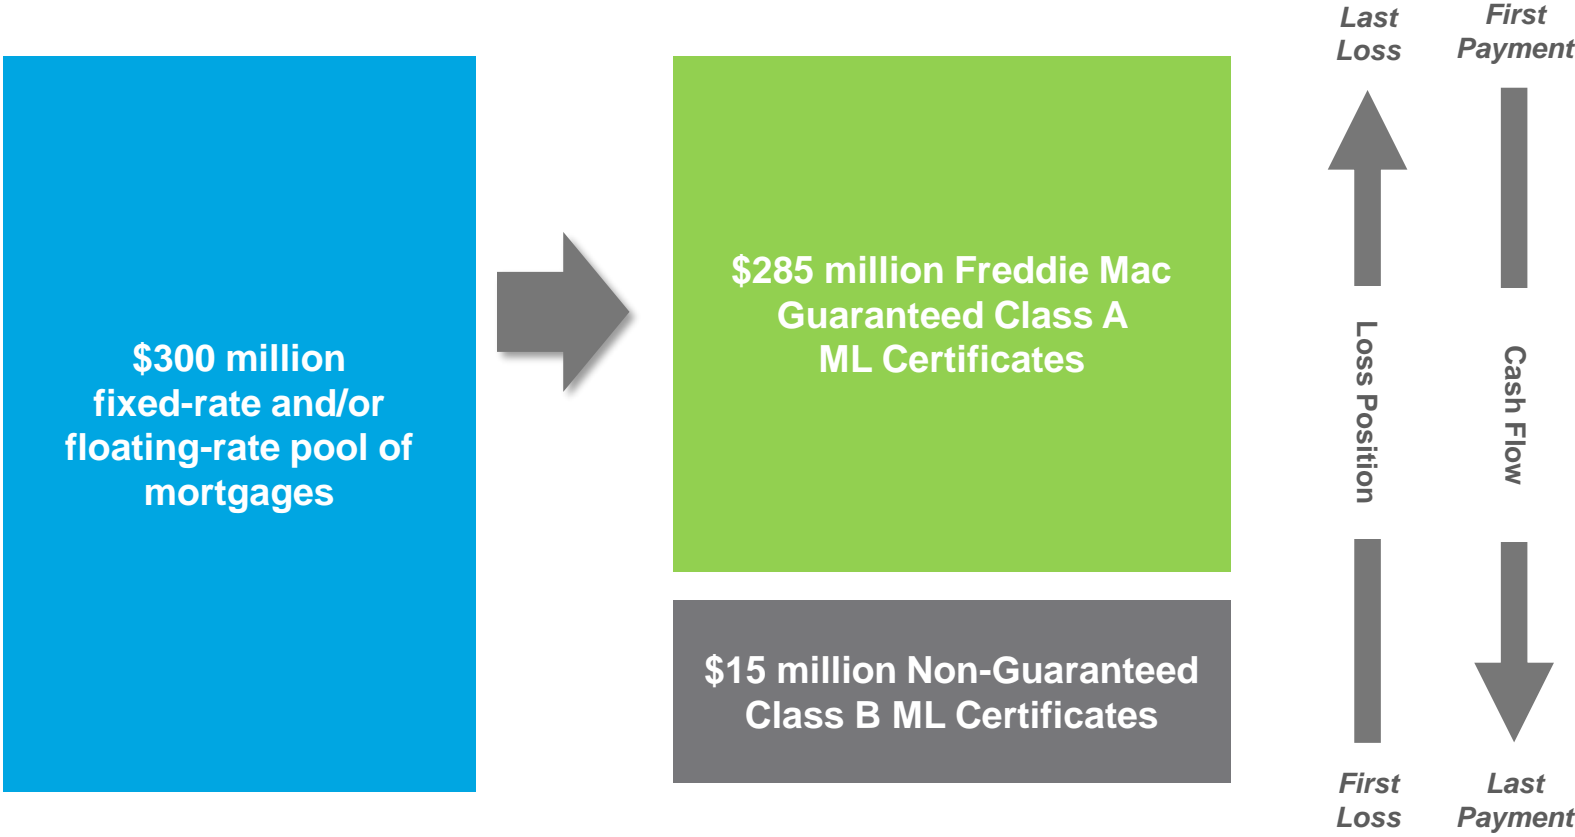 $300 million
fixed-rate and/or
floating-rate pool of
mortgages
$285 million Freddie Mac
Guaranteed Class A
ML Certificates
$15 million Non-Guaranteed
Class B ML Certificates
Last
Loss
Loss Position
First
Loss
First
Payment
Cash Flow
Last
Payment